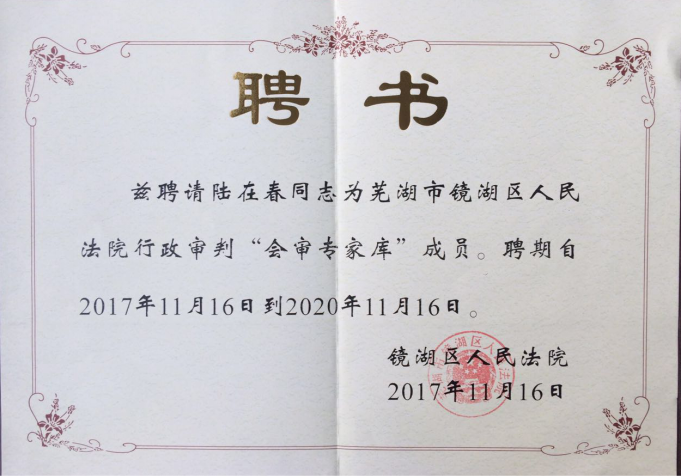 聘书
兹聘请陆在春同志为芜湖市镜湖区人民
法院行政审判“会审专家库”成员。聘期自
2017年11月16日到2020年11月16日。
镜湖区人民法院
2017年11月16日